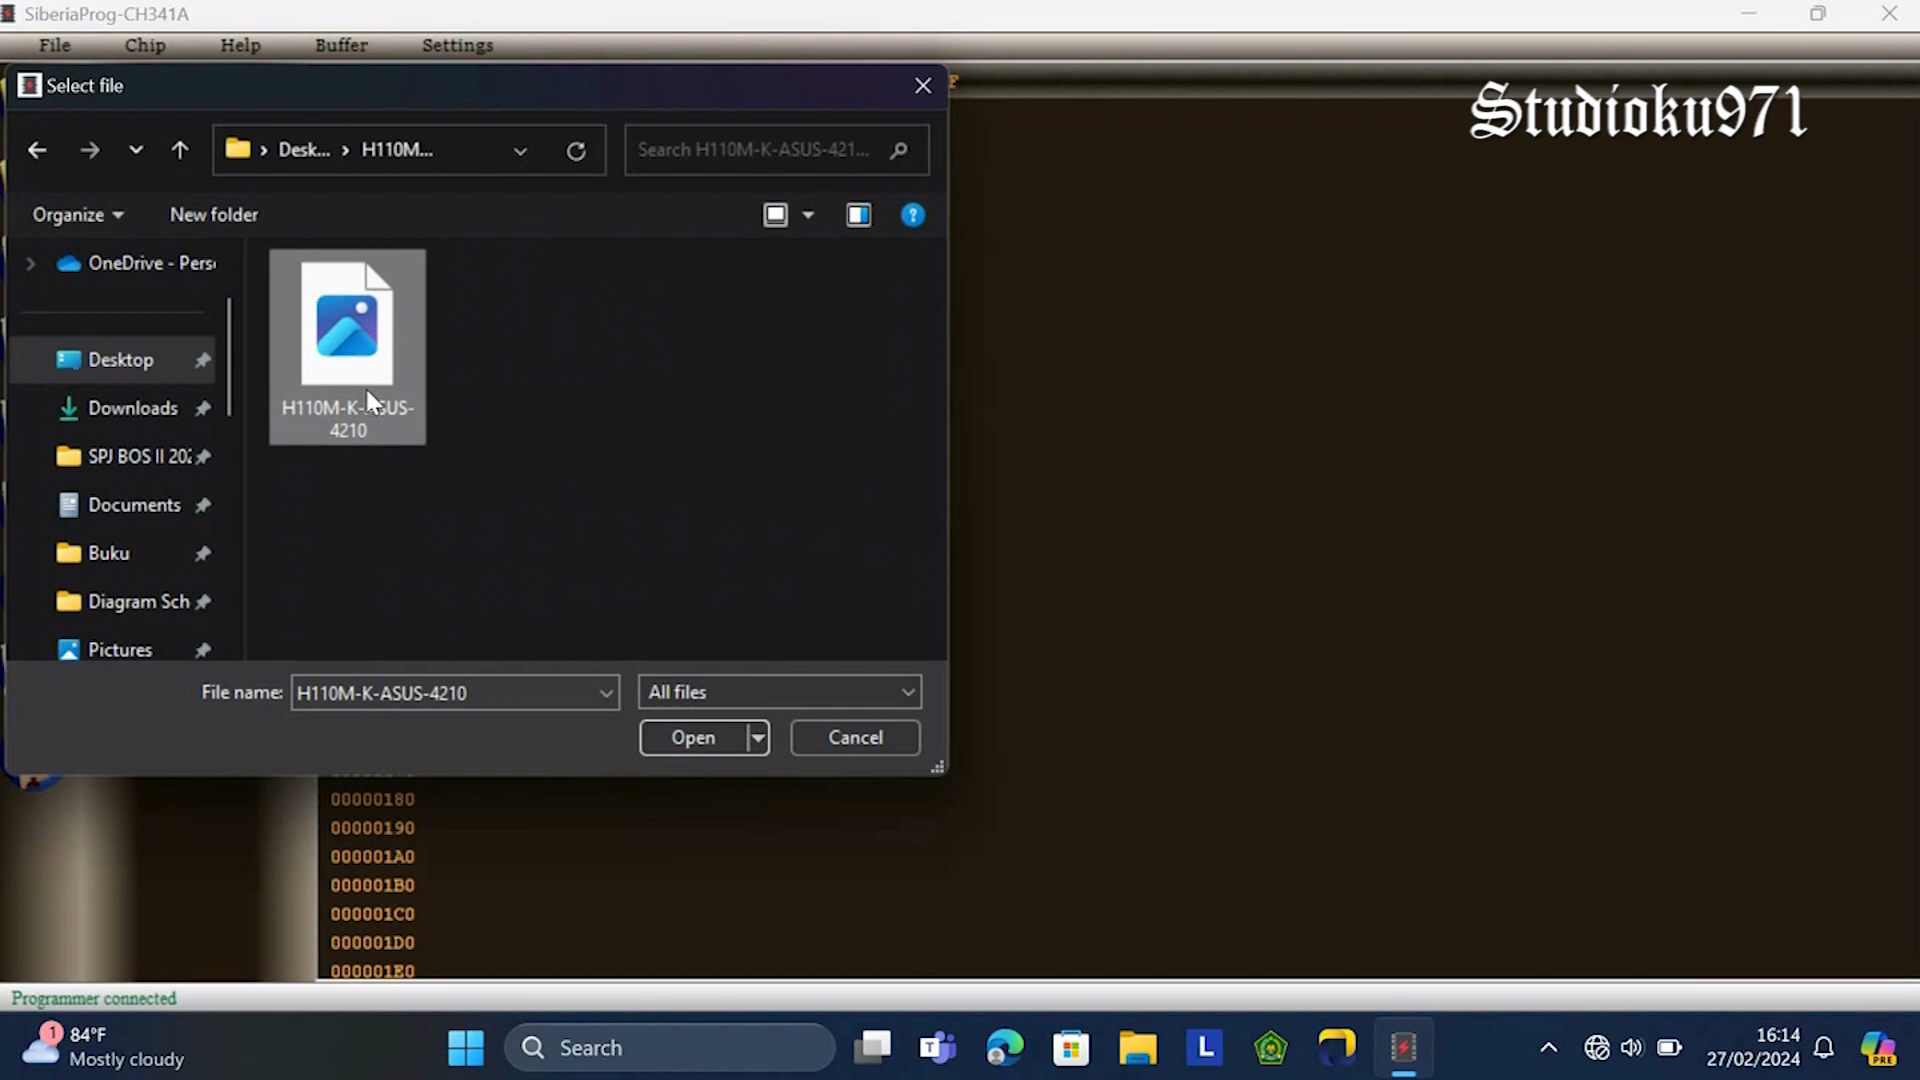 SiberiaProg-CH341A
File Chip Help Buffer Settings
Select file
F
Studioku971
Desk... H110M...
Search H110M-K-ASUS-421...
Organize New folder
OneDrive - Pers
Desktop
Downloads
SPJ BOS II 202
Documents
Buku
Diagram Sch
Pictures
H110M-K-ASUS-
4210
File name: H110M-K-ASUS-4210 All files
Open Cancel
00000180
00000190
000001A0
000001B0
000001C0
000001D0
000001E0
Programmer connected
1 84°F
Mostly cloudy
Search
T
L
16:14
27/02/2024
PRE